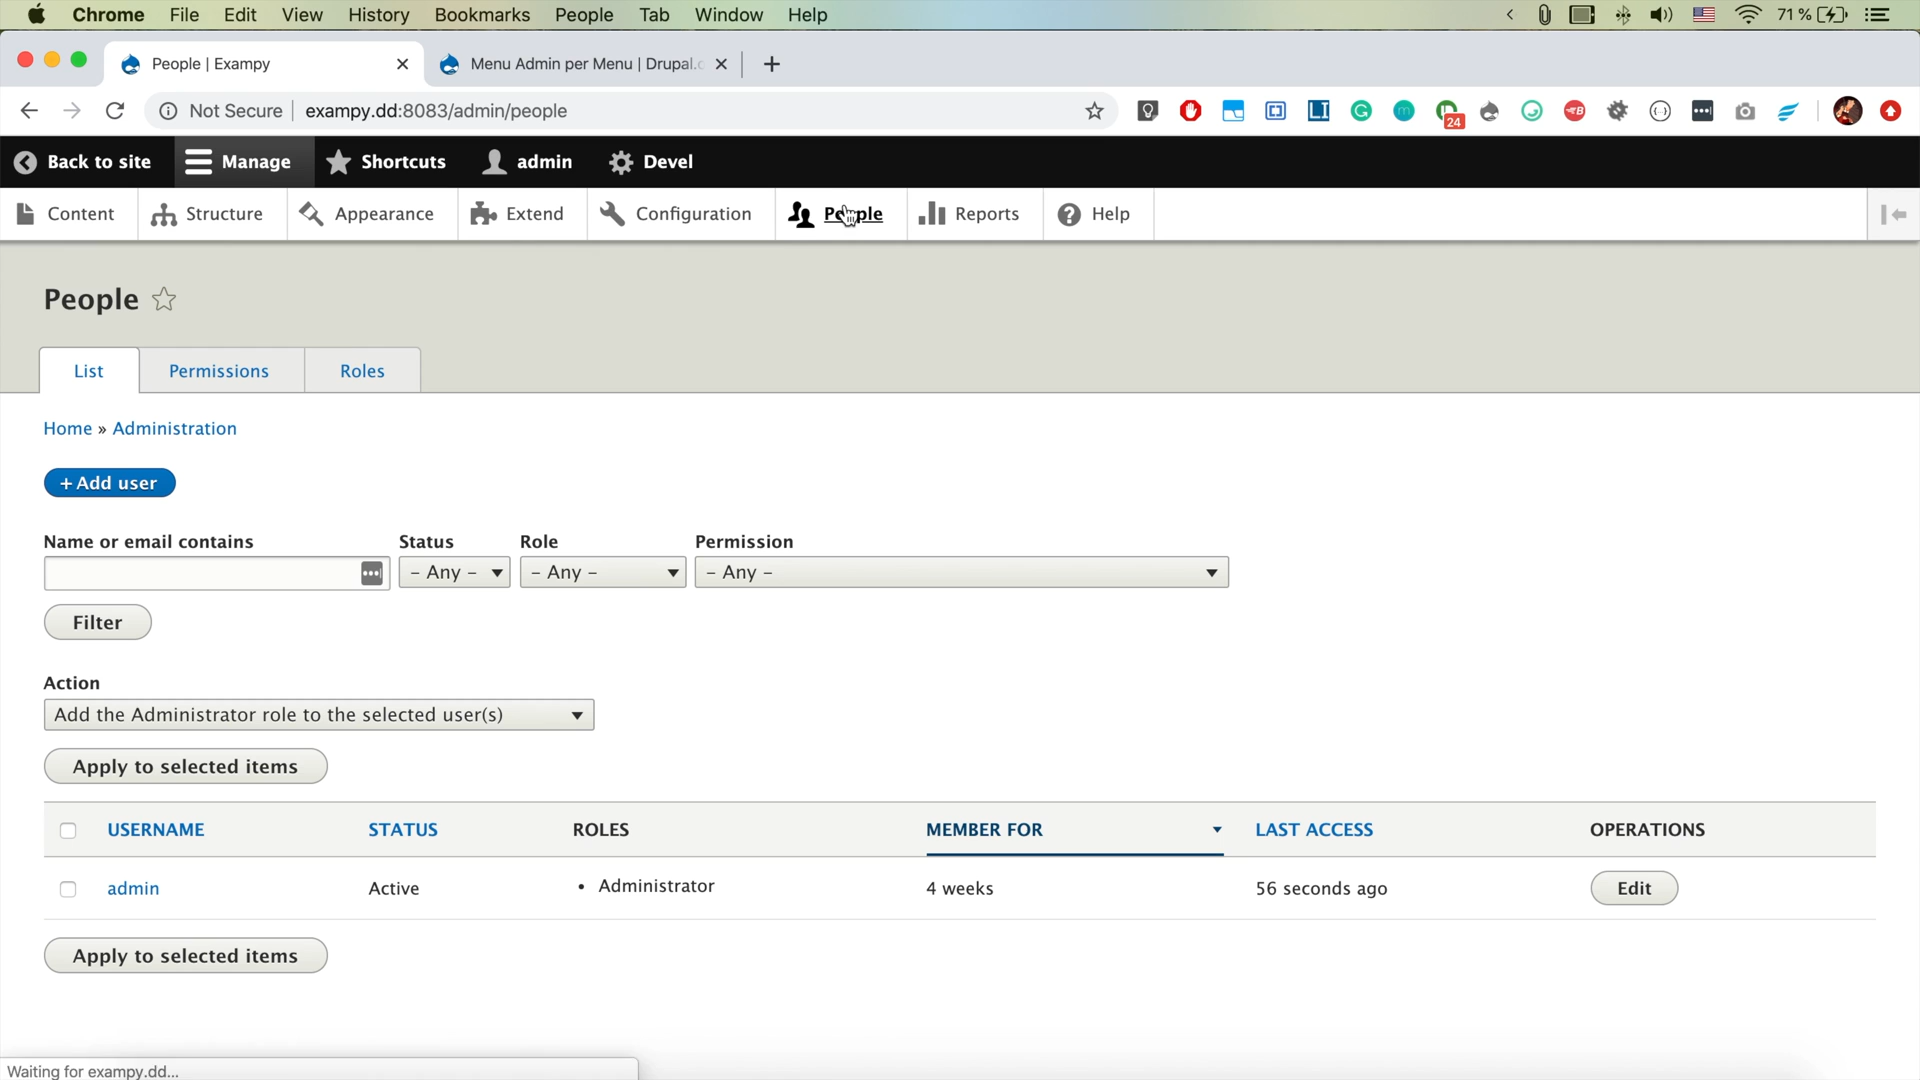 Chrome File Edit View History Bookmarks People Tab Window Help 71 %
People | Exampy Menu Admin per Menu | Drupal.
Not Secure exampy.dd:8083/admin/people 24
Back to site Manage Shortcuts admin Devel
Content Structure Appearance Extend Configuration People Reports Help
People
List Permissions Roles
Home » Administration
+ Add user
Name or email contains Status Role Permission
- Any - - Any - - Any -
Filter
Action
Add the Administrator role to the selected user(s)
Apply to selected items
USERNAME STATUS ROLES MEMBER FOR LAST ACCESS OPERATIONS
admin Active • Administrator 4 weeks 56 seconds ago Edit
Apply to selected items
Waiting for exampy.dd...